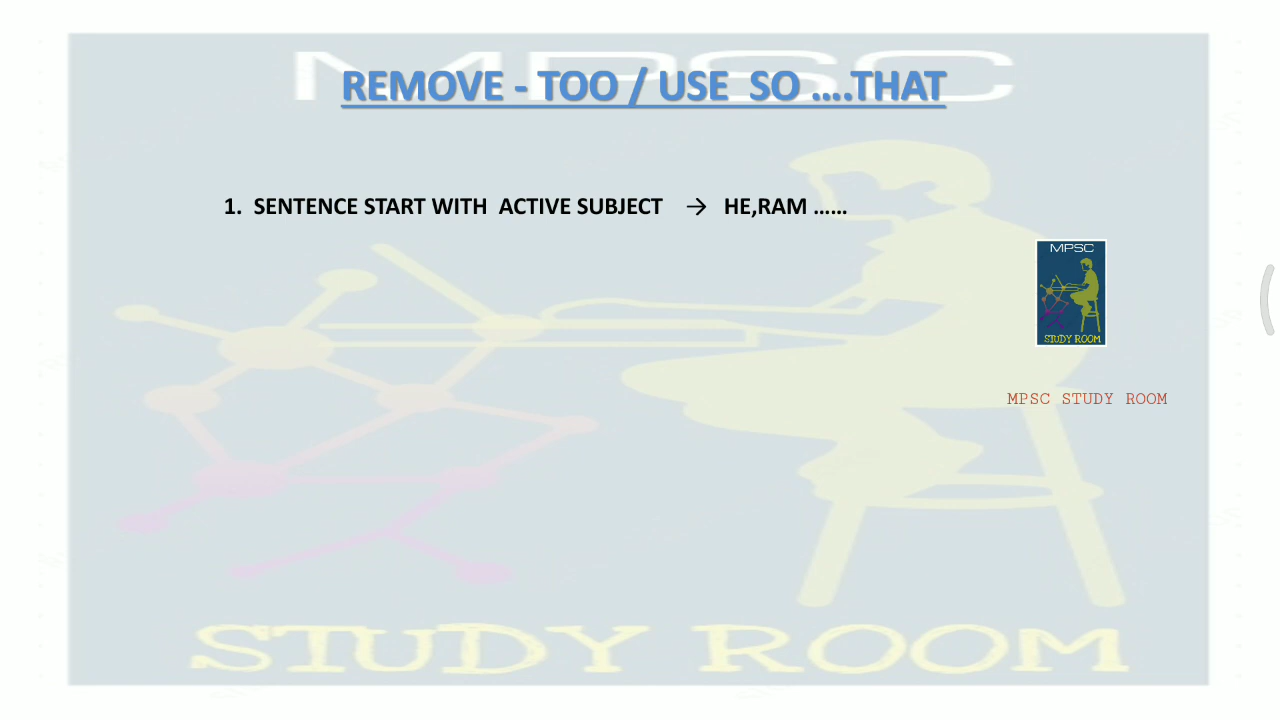 MPSC
REMOVE - TOO / USE SO ....THAT
1. SENTENCE START WITH ACTIVE SUBJECT → HE,RAM ......
MPSC
STUDY ROOM
MPSC STUDY ROOM
STUDY ROOM